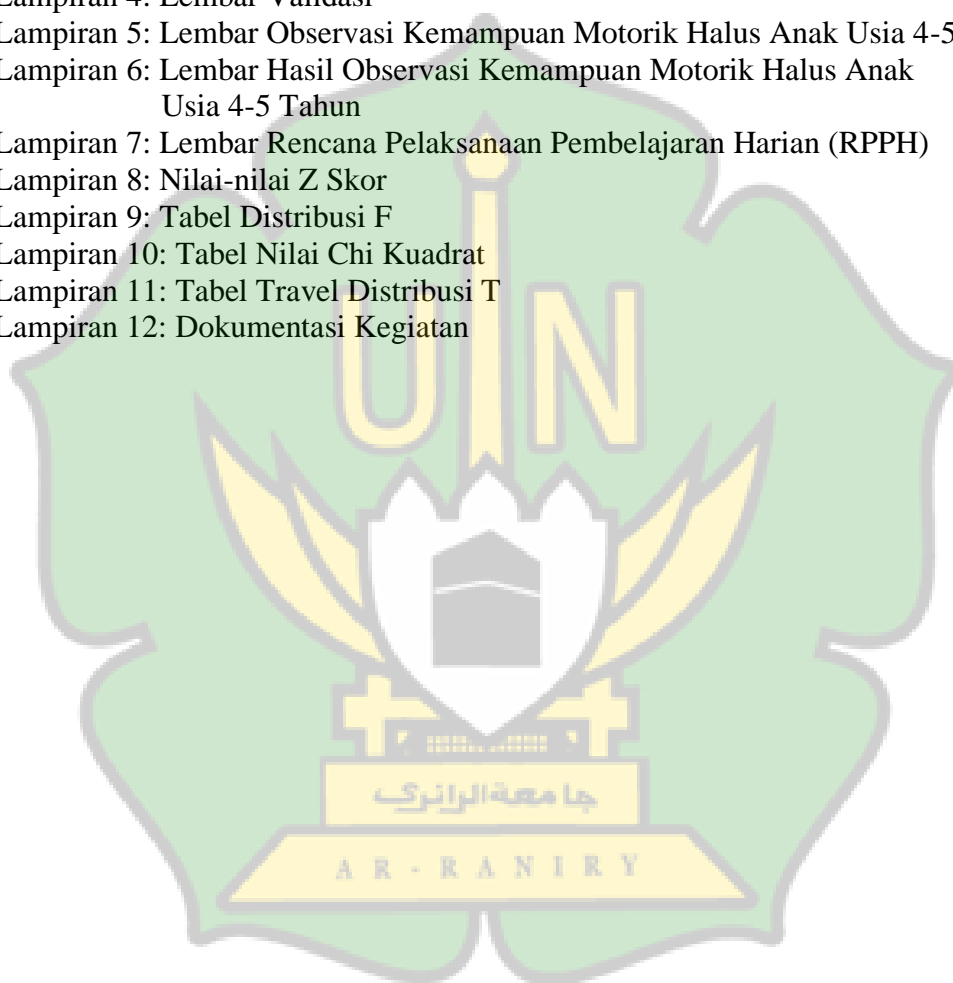 Lampiran 4: Lembar Validasi
Lampiran 5: Lembar Observasi Kemampuan Motorik Halus Anak Usia 4-5
Lampiran 6: Lembar Hasil Observasi Kemampuan Motorik Halus Anak
Usia 4-5 Tahun
Lampiran 7: Lembar Rencana Pelaksanaan Pembelajaran Harian (RPPH)
Lampiran 8: Nilai-nilai Z Skor
Lampiran 9: Tabel Distribusi F
Lampiran 10: Tabel Nilai Chi Kuadrat
Lampiran 11: Tabel Travel Distribusi T
Lampiran 12: Dokumentasi Kegiatan
UIN
جامعة الرانري
AR-RANIRY